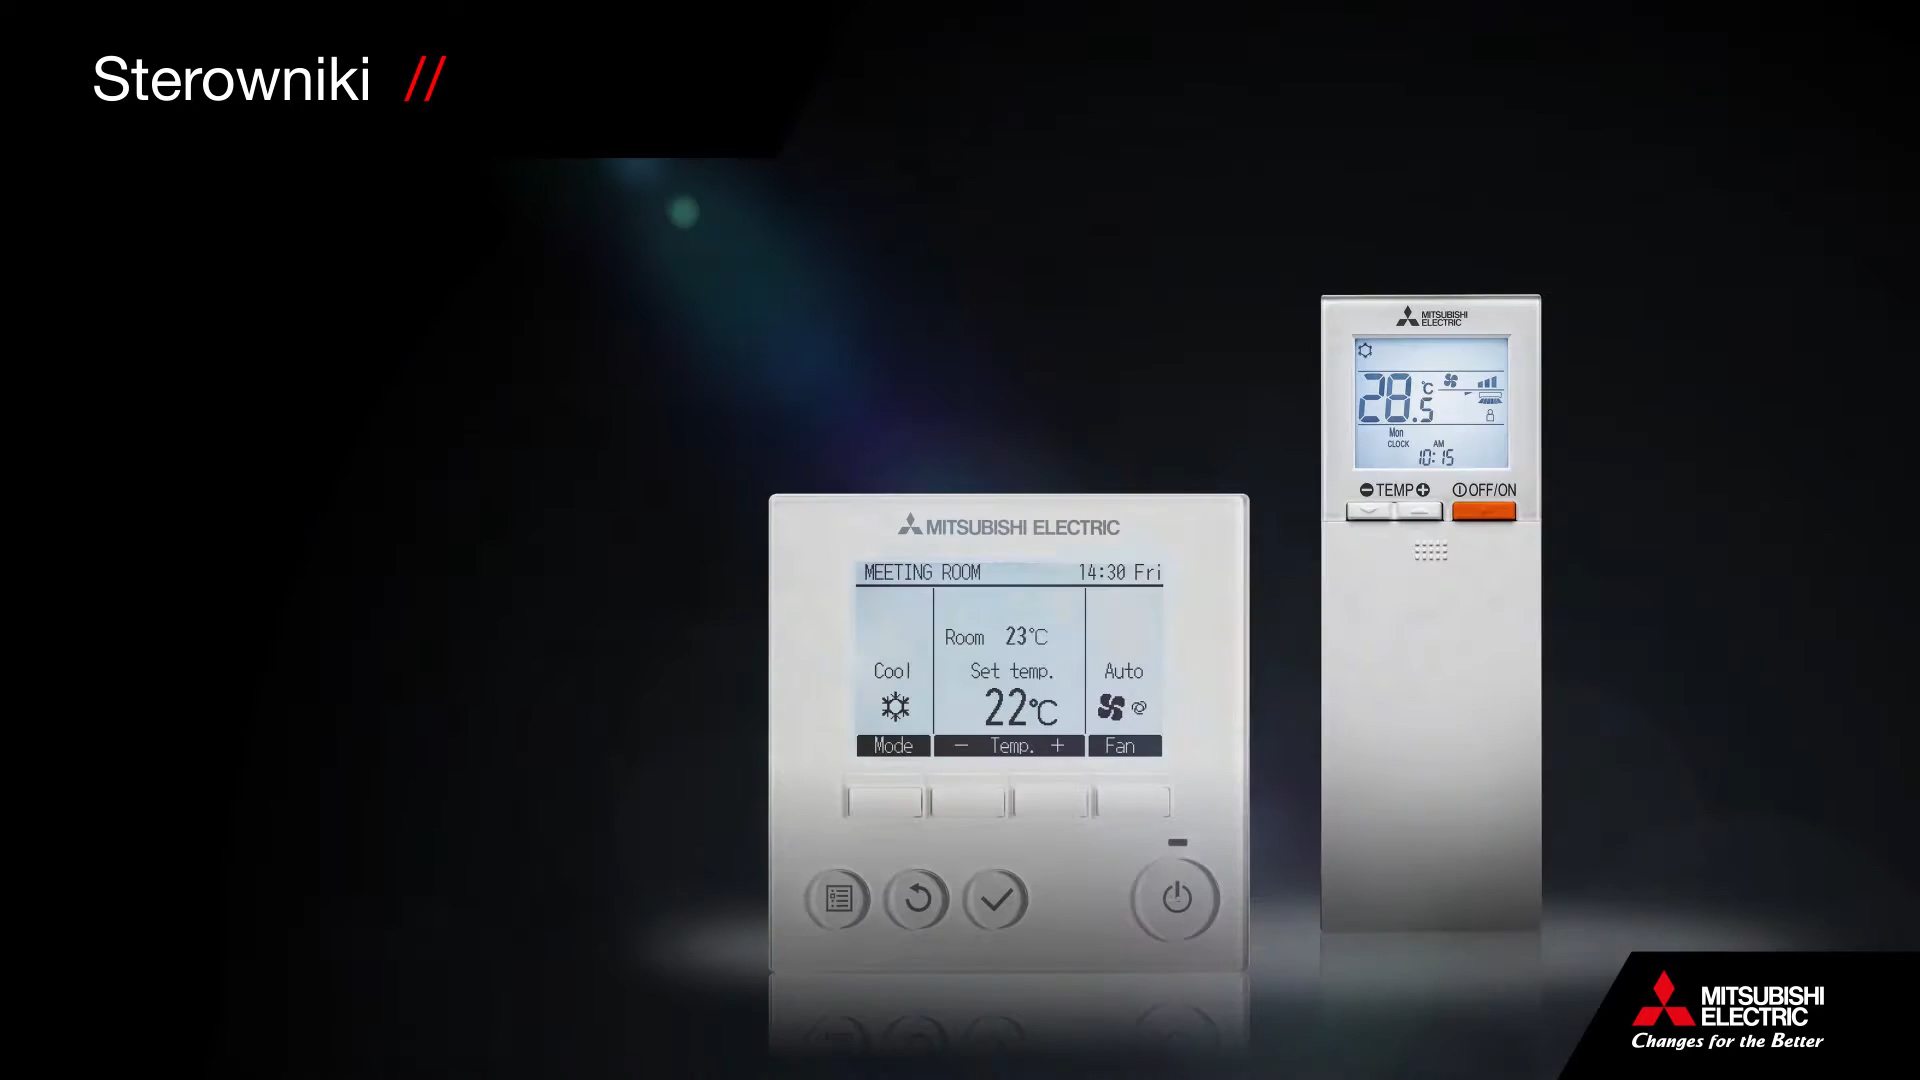 Sterowniki //
MITSUBISHI
ELECTRIC
28.5 °C
Mon
CLOCK AM
10:15
TEMP OFF/ON
MITSUBISHI ELECTRIC
MEETING ROOM 14:30 Fri
Room 23°C
Cool Set temp. Auto
22°C
Mode − Temp. + Fan
MITSUBISHI
ELECTRIC
Changes for the Better